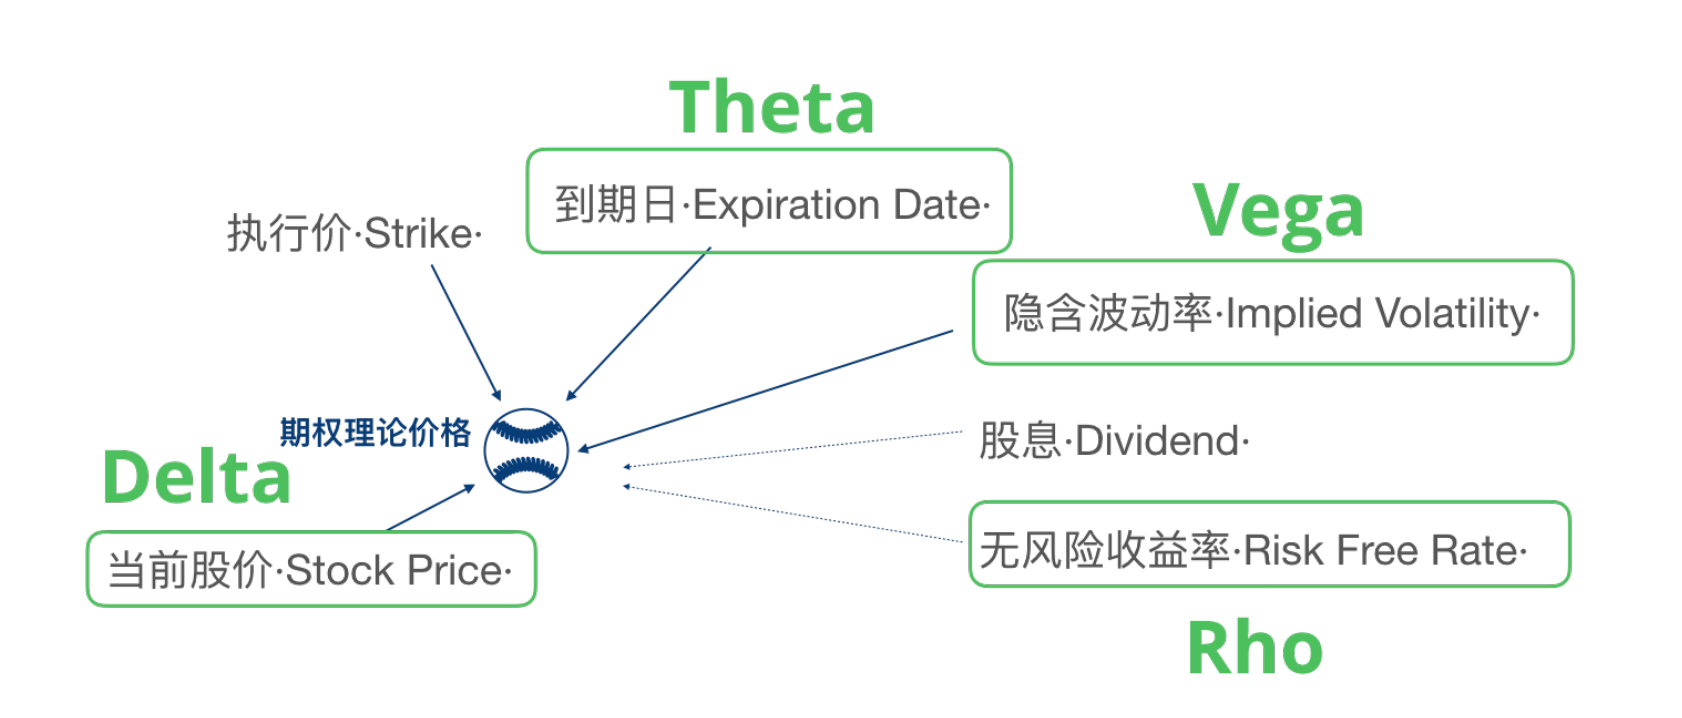 Theta
到期日·Expiration Date·
执行价·Strike·
Vega
隐含波动率·Implied Volatility·
期权理论价格
股息·Dividend·
Delta
当前股价·Stock Price·
无风险收益率·Risk Free Rate·
Rho